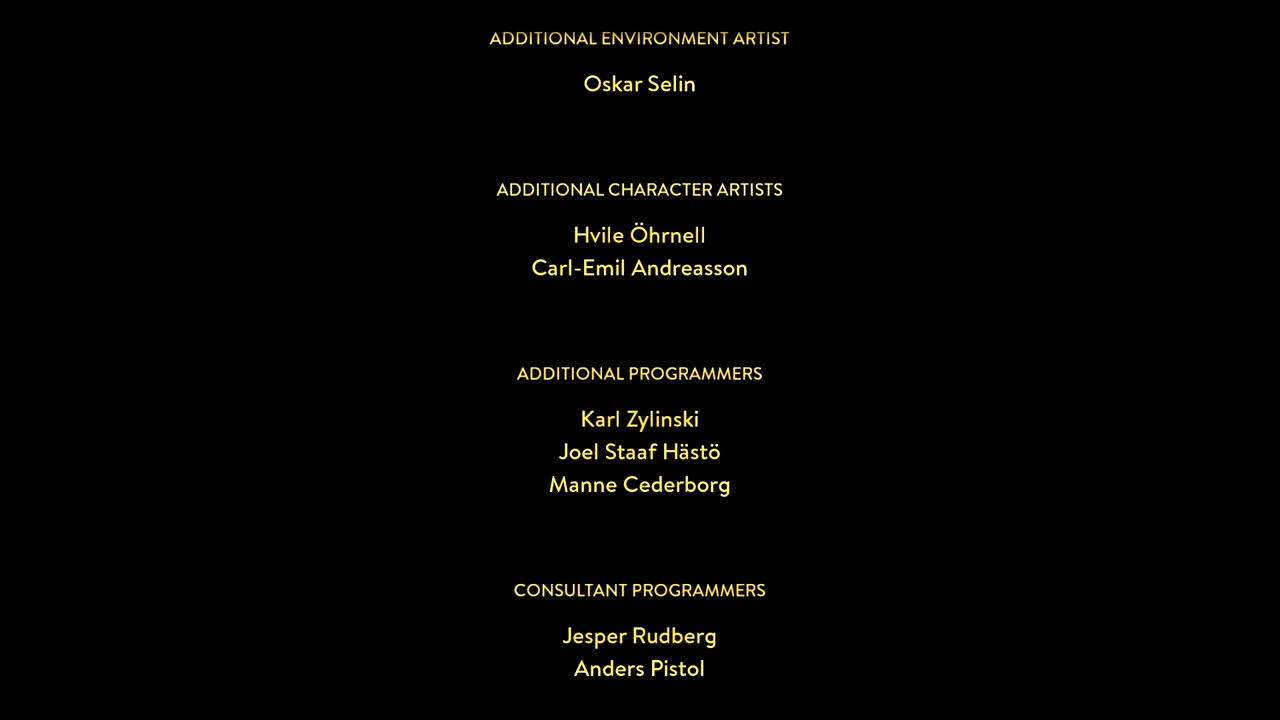 ADDITIONAL ENVIRONMENT ARTIST
Oskar Selin
ADDITIONAL CHARACTER ARTISTS
Hvile Öhrnell
Carl-Emil Andreasson
ADDITIONAL PROGRAMMERS
Karl Zylinski
Joel Staaf Hästö
Manne Cederborg
CONSULTANT PROGRAMMERS
Jesper Rudberg
Anders Pistol